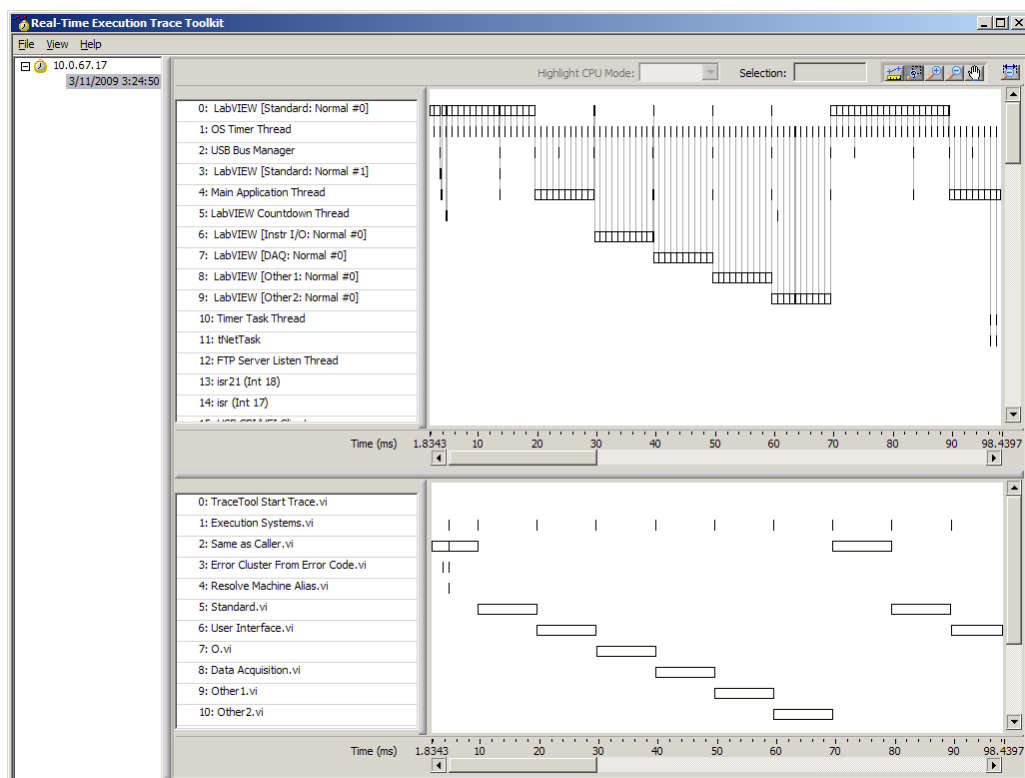 Real-Time Execution Trace Toolkit
File View Help
10.0.67.17
3/11/2009 3:24:50
Highlight CPU Mode:
Selection:
0: LabVIEW [Standard: Normal #0]
1: OS Timer Thread
2: USB Bus Manager
3: LabVIEW [Standard: Normal #1]
4: Main Application Thread
5: LabVIEW Countdown Thread
6: LabVIEW [Instr I/O: Normal #0]
7: LabVIEW [DAQ: Normal #0]
8: LabVIEW [Other1: Normal #0]
9: LabVIEW [Other2: Normal #0]
10: Timer Task Thread
11: tNetTask
12: FTP Server Listen Thread
13: isr21 (Int 18)
14: isr (Int 17)
Time (ms) 1.8343 10 20 30 40 50 60 70 80 90 98.4397
0: TraceTool Start Trace.vi
1: Execution Systems.vi
2: Same as Caller.vi
3: Error Cluster From Error Code.vi
4: Resolve Machine Alias.vi
5: Standard.vi
6: User Interface.vi
7: O.vi
8: Data Acquisition.vi
9: Other1.vi
10: Other2.vi
Time (ms) 1.8343 10 20 30 40 50 60 70 80 90 98.4397